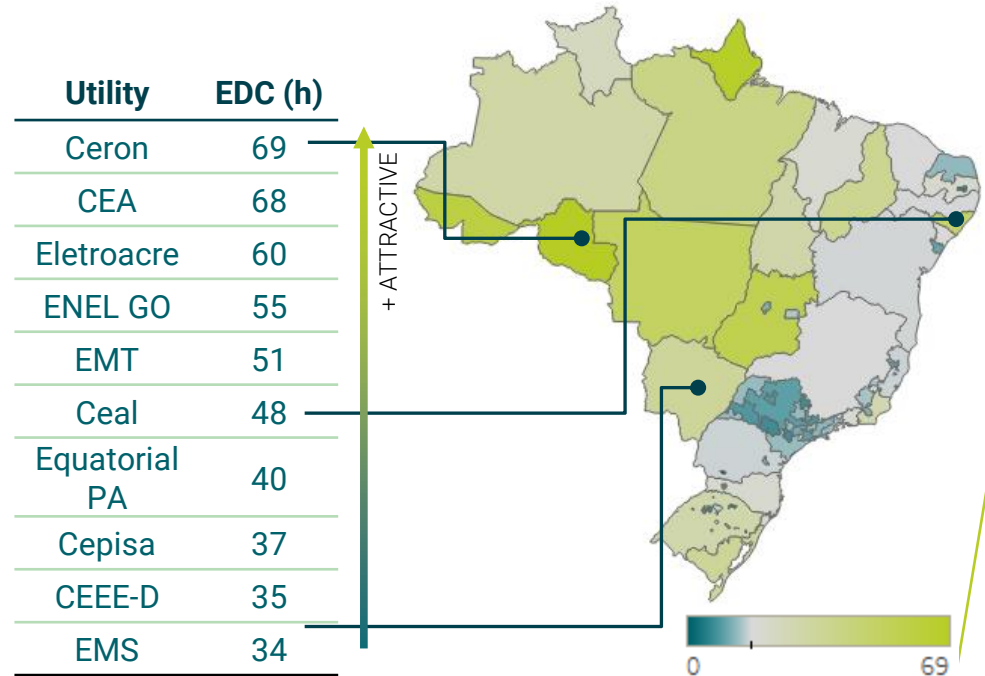 Utility EDC (h)
Ceron 69
CEA 68
Eletroacre 60
ENEL GO 55
EMT 51
Ceal 48
Equatorial
PA 40
Cepisa 37
CEEE-D 35
EMS 34
+ ATTRACTIVE
0 69